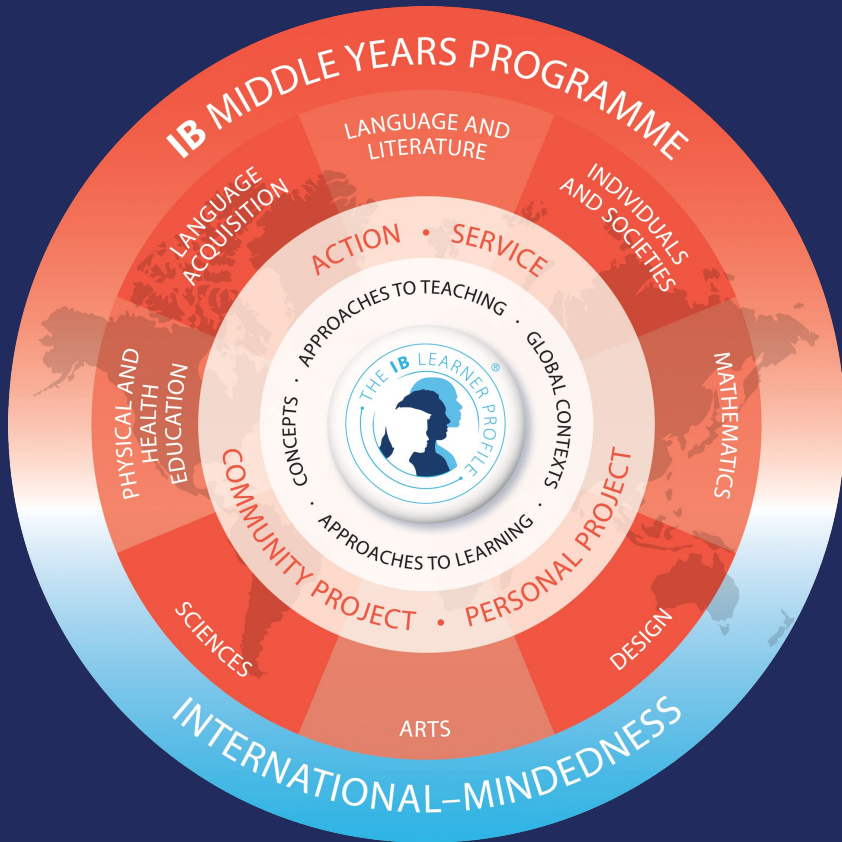 IB MIDDLE YEARS PROGRAMME
LANGUAGE AND
LITERATURE
INDIVIDUALS
AND SOCIETIES
MATHEMATICS
DESIGN
ARTS
SCIENCES
PHYSICAL AND
HEALTH
EDUCATION
LANGUAGE
ACQUISITION
ACTION • SERVICE
PERSONAL PROJECT
•
COMMUNITY PROJECT
APPROACHES TO TEACHING ·
GLOBAL CONTEXTS ·
APPROACHES TO LEARNING ·
CONCEPTS ·
• THE IB LEARNER PROFILE •
®
INTERNATIONAL–MINDEDNESS